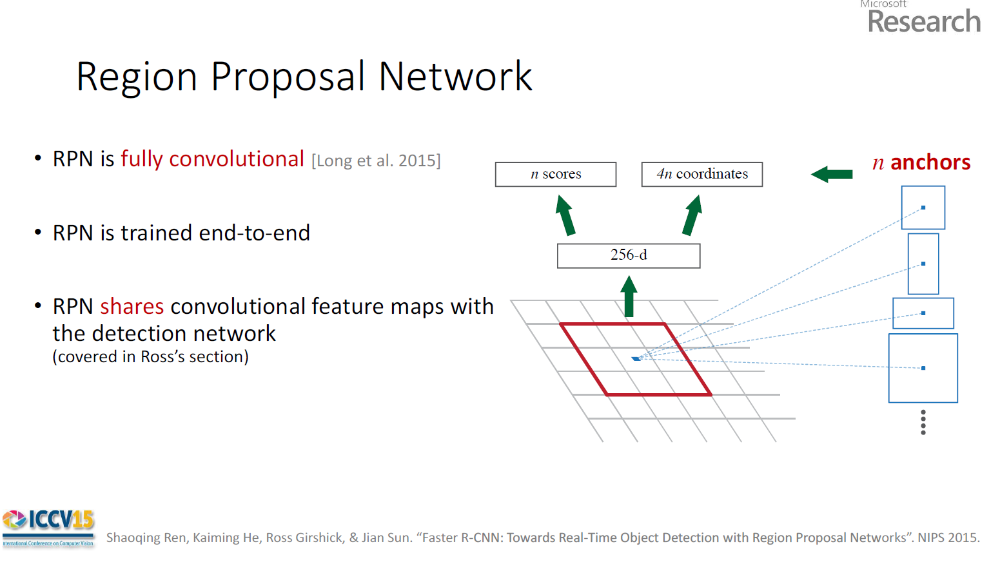 Microsoft
Research
Region Proposal Network
• RPN is fully convolutional [Long et al. 2015]
• RPN is trained end-to-end
• RPN shares convolutional feature maps with
the detection network
(covered in Ross's section)
n scores
4n coordinates
n anchors
256-d
ICCV15
International Conference on Computer Vision
Shaoqing Ren, Kaiming He, Ross Girshick, & Jian Sun. “Faster R-CNN: Towards Real-Time Object Detection with Region Proposal Networks”. NIPS 2015.